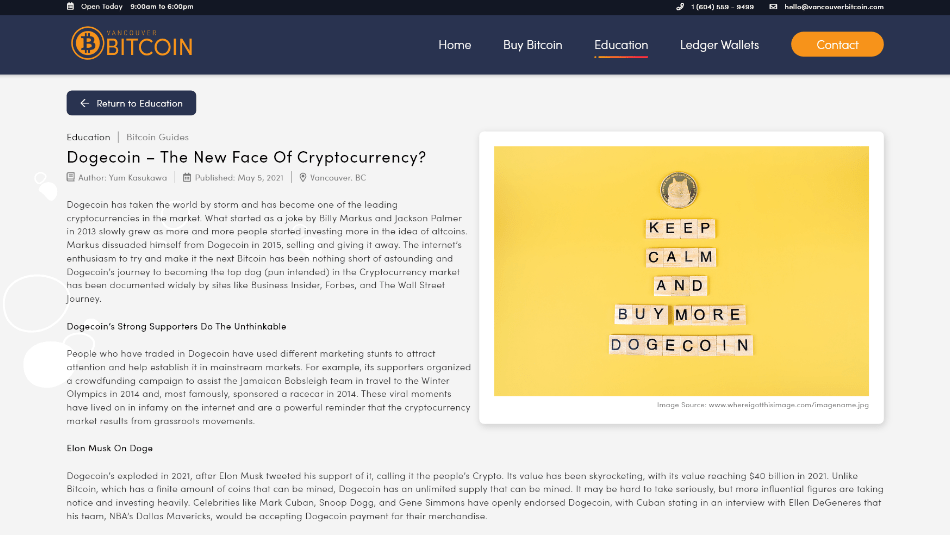 Open Today 9:00am to 6:00pm
1 (604) 559 - 9499
hello@vancouverbitcoin.com
VANCOUVER
BITCOIN
Home
Buy Bitcoin
Education
Ledger Wallets
Contact
Return to Education
Education | Bitcoin Guides
Dogecoin – The New Face Of Cryptocurrency?
Author: Yum Kasukawa | Published: May 5, 2021 | Vancouver, BC
Dogecoin has taken the world by storm and has become one of the leading
cryptocurrencies in the market. What started as a joke by Billy Markus and Jackson Palmer
in 2013 slowly grew as more and more people started investing more in the idea of altcoins.
Markus dissuaded himself from Dogecoin in 2015, selling and giving it away. The internet's
enthusiasm to try and make it the next Bitcoin has been nothing short of astounding and
Dogecoin's journey to becoming the top dog (pun intended) in the Cryptocurrency market
has been documented widely by sites like Business Insider, Forbes, and The Wall Street
Journey.
Dogecoin's Strong Supporters Do The Unthinkable
People who have traded in Dogecoin have used different marketing stunts to attract
attention and help establish it in mainstream markets. For example, its supporters organized
a crowdfunding campaign to assist the Jamaican Bobsleigh team in travel to the Winter
Olympics in 2014 and, most famously, sponsored a racecar in 2014. These viral moments
have lived on in infamy on the internet and are a powerful reminder that the cryptocurrency
market results from grassroots movements.
KEEP
CALM
AND
BUY MORE
DOGECOIN
Image Source: www.whereigotthisimage.com/imagename.jpg
Elon Musk On Doge
Dogecoin's exploded in 2021, after Elon Musk tweeted his support of it, calling it the people's Crypto. Its value has been skyrocketing, with its value reaching $40 billion in 2021. Unlike
Bitcoin, which has a finite amount of coins that can be mined, Dogecoin has an unlimited supply that can be mined. It may be hard to take seriously, but more influential figures are taking
notice and investing heavily. Celebrities like Mark Cuban, Snoop Dogg, and Gene Simmons have openly endorsed Dogecoin, with Cuban stating in an interview with Ellen DeGeneres that
his team, NBA's Dallas Mavericks, would be accepting Dogecoin payment for their merchandise.